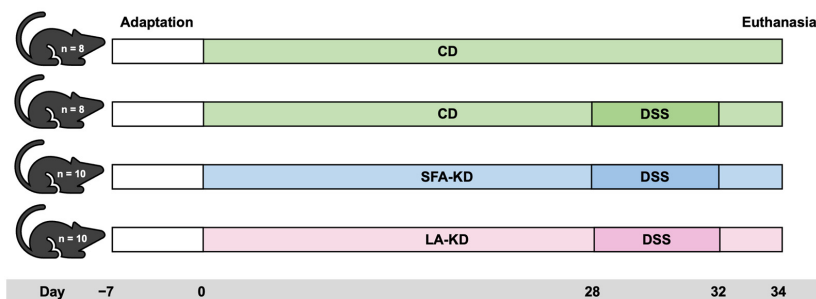 Adaptation Euthanasia
n = 8 CD
n = 8 CD DSS
n = 10 SFA-KD DSS
n = 10 LA-KD DSS
Day −7 0 28 32 34